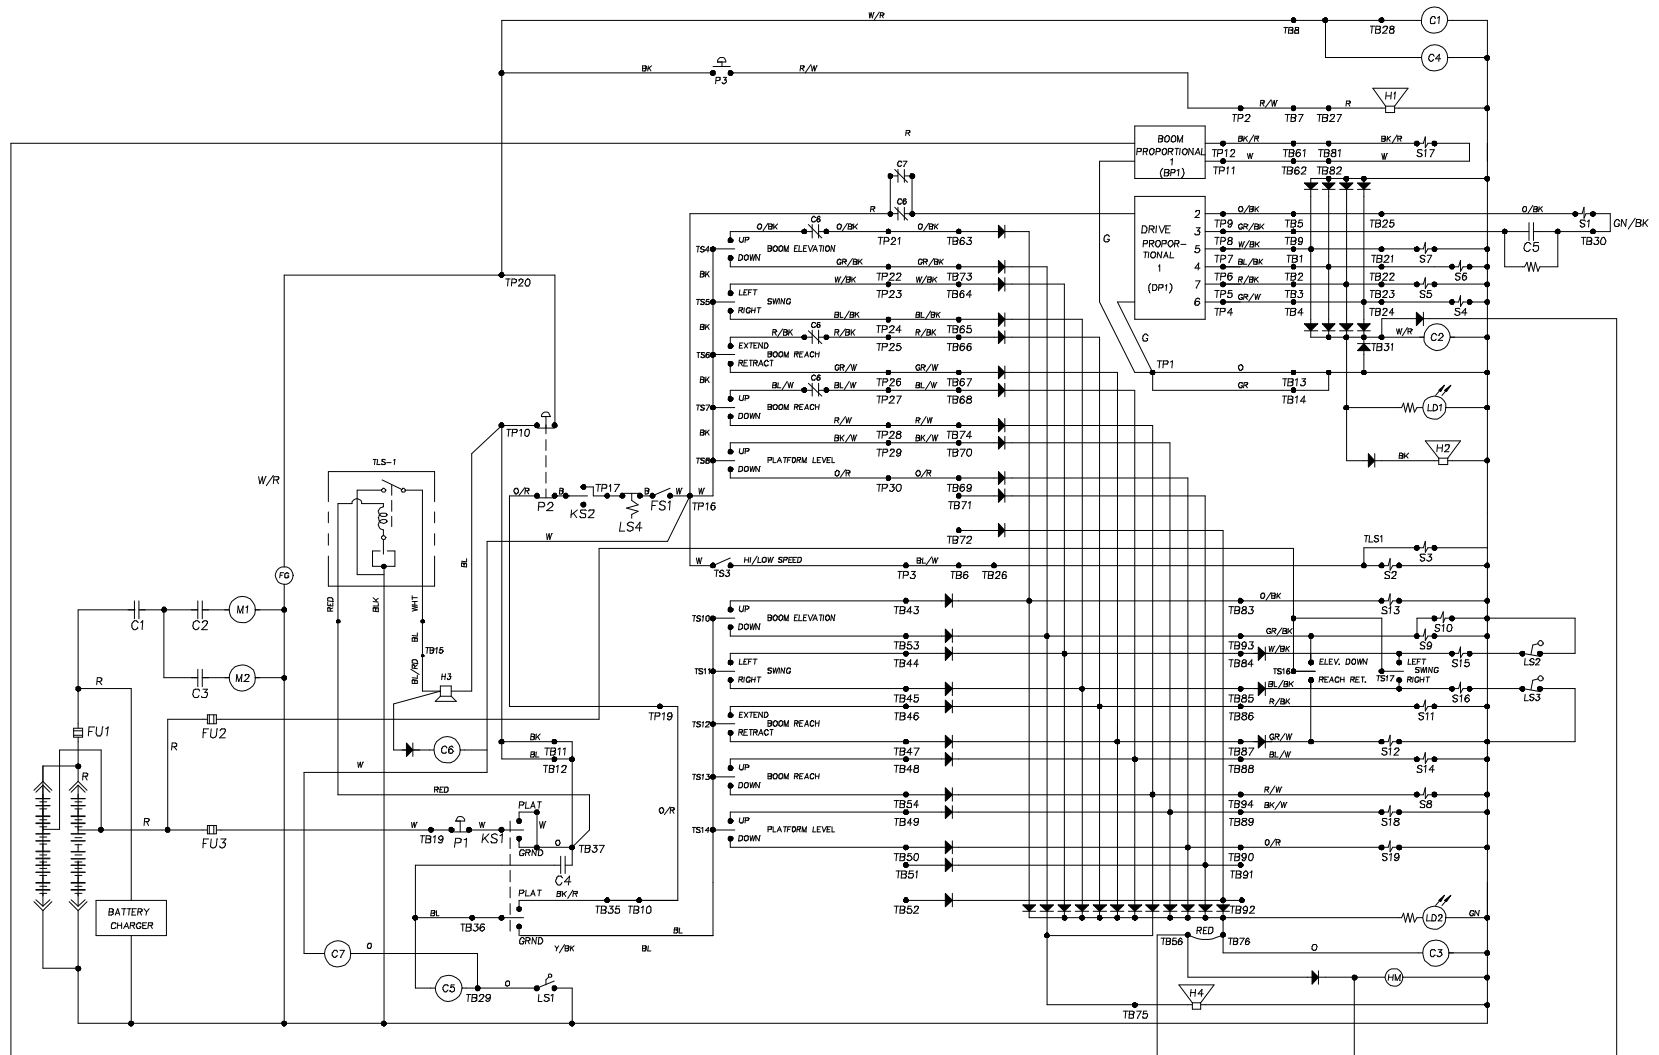 W/R
TB8
TB28
C1
C4
BK
P3
R/W
TP2
R/W
TB7
TB27
R
H1
R
BOOM
PROPORTIONAL
1
(BP1)
BK/R
BK/R
S17
TP12
TB61
TB81
W
W
TP11
TB62
TB82
C7
R
C6
2
O/BK
O/BK
S1
GN/BK
TP9
TB5
TB25
TB30
DRIVE
PROPOR-
TIONAL
1
(DP1)
3
GR/BK
C5
TP8
TB9
5
W/BK
S7
TP7
TB1
TB21
4
BL/BK
S6
TP6
TB2
TB22
7
R/BK
S5
TP5
TB3
TB23
6
GR/W
S4
TP4
TB4
TB24
G
G
W/R
C2
TB31
TP1
O
TB13
GR
TB14
LD1
H2
BK
TS4
UP
DOWN
BOOM ELEVATION
O/BK
C6
O/BK
TP21
O/BK
TB63
GR/BK
TP22
GR/BK
TB73
BK
TS5
LEFT
SWING
RIGHT
W/BK
TP23
W/BK
TB64
BL/BK
TP24
BL/BK
TB65
BK
TS6
EXTEND
BOOM REACH
RETRACT
R/BK
C6
R/BK
TP25
R/BK
TB66
GR/W
TP26
GR/W
TB67
BK
TS7
UP
BOOM REACH
DOWN
BL/W
C6
BL/W
TP27
BL/W
TB68
R/W
TP28
R/W
TB74
BK
TS8
UP
PLATFORM LEVEL
DOWN
BK/W
TP29
BK/W
TB70
O/R
TP30
O/R
TB69
TB71
TB72
TP20
TP10
W/R
TLS-1
BL
O/R
P2
B
KS2
TP17
LS4
B
FS1
W
TP16
W
W
W
TS3
HI/LOW SPEED
TP3
BL/W
TB6
TB26
TLS1
S3
S2
FG
RED
BLK
WHT
BL
TB15
BL/RD
H3
C6
M1
M2
C1
C2
C3
R
FU1
FU2
R
R
R
FU3
BATTERY
CHARGER
W
RED
BK
TB11
BL
TB12
TP19
O/R
W
TB19
P1
W
KS1
PLAT
W
GRND
O
TB37
C4
PLAT
BK/R
TB35
TB10
BL
TB36
GRND
Y/BK
BL
BL
C7
O
C5
TB29
O
LS1
TS10
UP
BOOM ELEVATION
DOWN
TB43
TB53
TB83
O/BK
S13
S10
TB93
GR/BK
S9
TS11
LEFT
SWING
RIGHT
TB44
TB45
TB84
W/BK
TS16
ELEV. DOWN
REACH RET.
TS17
LEFT
SWING
RIGHT
S15
LS2
TB85
BL/BK
S16
LS3
TS12
EXTEND
BOOM REACH
RETRACT
TB46
TB47
TB86
R/BK
S11
TB87
GR/W
S12
TS13
UP
BOOM REACH
DOWN
TB48
TB54
TB88
BL/W
S14
TB94
R/W
S8
TS14
UP
PLATFORM LEVEL
DOWN
TB49
TB50
TB89
BK/W
S18
TB90
O/R
S19
TB51
TB91
TB52
TB92
LD2
GN
TB56
RED
TB76
O
C3
HM
H4
TB75